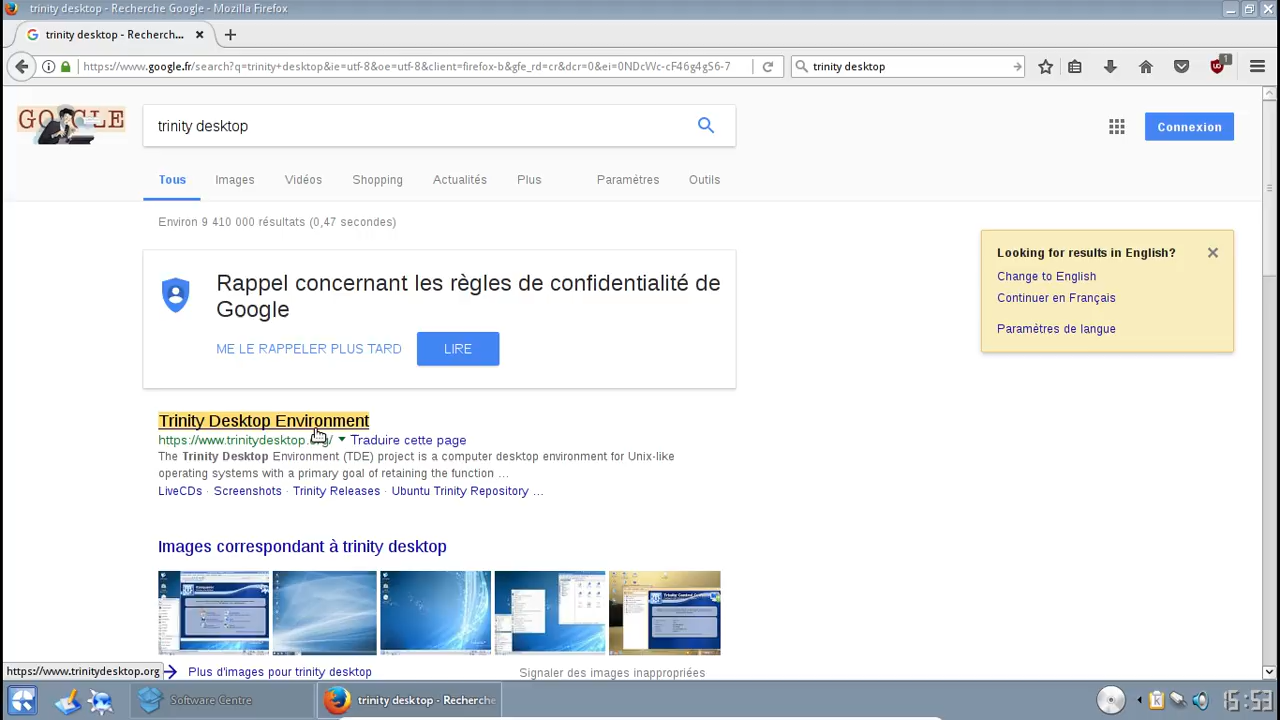 trinity desktop - Recherche Google - Mozilla Firefox
trinity desktop - Recherch...
https://www.google.fr/search?q=trinity+desktop&ie=utf-8&oe=utf-8&client=firefox-b&gfe_rd=cr&dcr=0&ei=0NDcWc-cF46g4gS6-7
trinity desktop
1
GOOGLE
trinity desktop
Connexion
Tous Images Vidéos Shopping Actualités Plus Paramétres Outils
Environ 9 410 000 résultats (0,47 secondes)
Looking for results in English?
Change to English
Continuer en Français
Paramétres de langue
Rappel concernant les règles de confidentialité de
Google
ME LE RAPPELER PLUS TARD LIRE
Trinity Desktop Environment
https://www.trinitydesktop.org/ Traduire cette page
The Trinity Desktop Environment (TDE) project is a computer desktop environment for Unix-like
operating systems with a primary goal of retaining the function ...
LiveCDs · Screenshots · Trinity Releases · Ubuntu Trinity Repository ...
Images correspondant à trinity desktop
https://www.trinitydesktop.org
Plus d'images pour trinity desktop
Signaler des images inappropriées
Software Centre
trinity desktop - Recherche
15:53